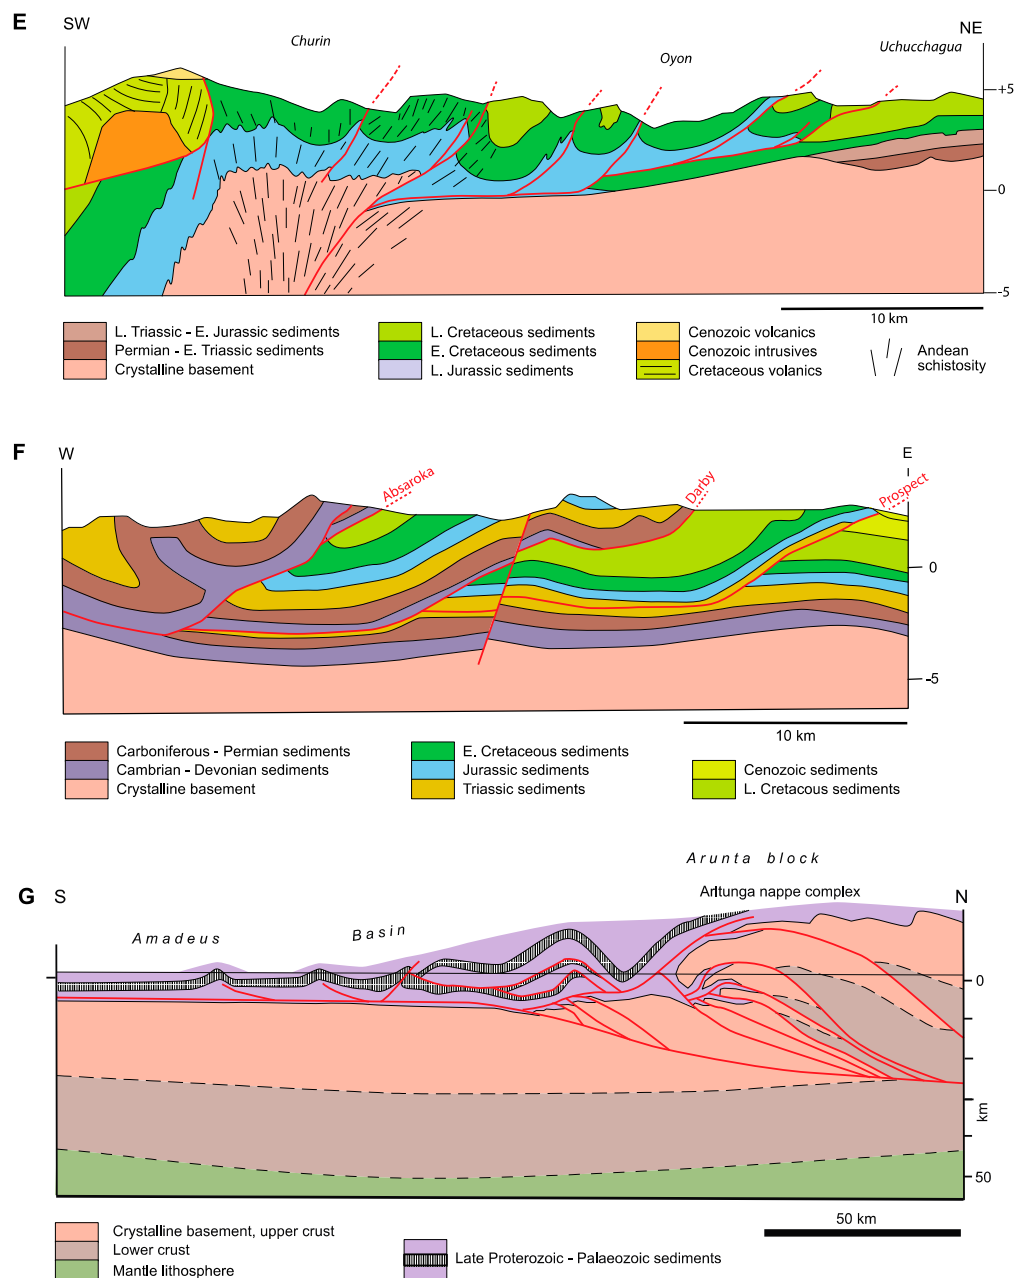 E
SW
NE
Churin
Oyon
Uchucchagua
+5
0
-5
10 km
L. Triassic - E. Jurassic sediments
Permian - E. Triassic sediments
Crystalline basement
L. Cretaceous sediments
E. Cretaceous sediments
L. Jurassic sediments
Cenozoic volcanics
Cenozoic intrusives
Cretaceous volanics
Andean
schistosity
F
W
E
Absaroka
Darby
Prospect
0
-5
10 km
Carboniferous - Permian sediments
Cambrian - Devonian sediments
Crystalline basement
E. Cretaceous sediments
Jurassic sediments
Triassic sediments
Cenozoic sediments
L. Cretacous sediments
Arunta block
G
S
N
Arltunga nappe complex
Amadeus
Basin
0
km
50
50 km
Crystalline basement, upper crust
Lower crust
Mantle lithosphere
Late Proterozoic - Palaeozoic sediments